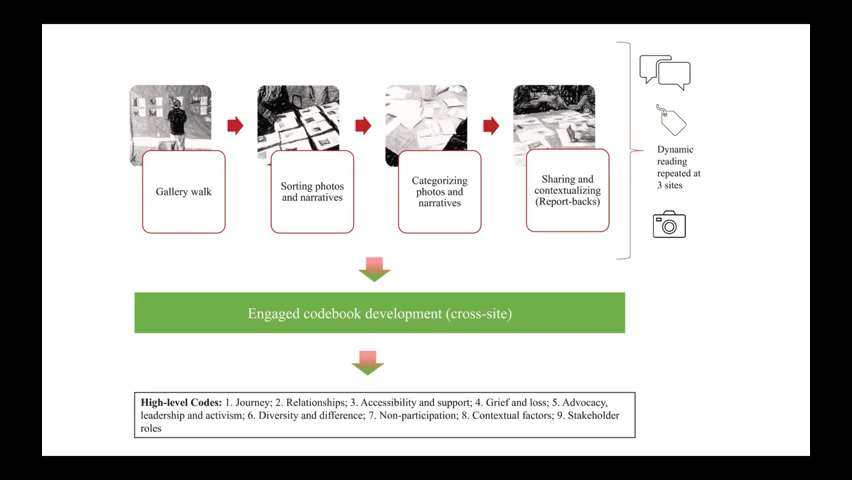 Gallery walk
Sorting photos
and narratives
Categorizing
photos and
narratives
Sharing and
contextualizing
(Report-backs)
Dynamic
reading
repeated at
3 sites
Engaged codebook development (cross-site)
High-level Codes: 1. Journey; 2. Relationships; 3. Accessibility and support; 4. Grief and loss; 5. Advocacy,
leadership and activism; 6. Diversity and difference; 7. Non-participation; 8. Contextual factors; 9. Stakeholder
roles